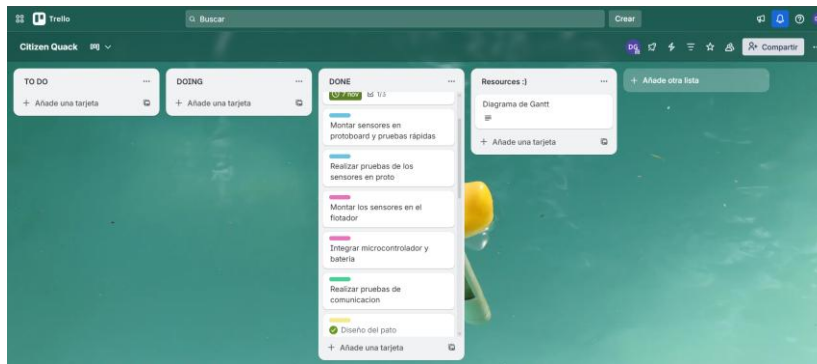 Trello
Buscar
Crear
Citizen Quack
DG
Compartir
TO DO
+ Añade una tarjeta
DOING
+ Añade una tarjeta
DONE
7 nov 1/3
Montar sensores en
protoboard y pruebas rápidas
Realizar pruebas de los
sensores en proto
Montar los sensores en el
flotador
Integrar microcontrolador y
batería
Realizar pruebas de
comunicacion
Diseño del pato
+ Añade una tarjeta
Resources :)
Diagrama de Gantt
+ Añade una tarjeta
+ Añade otra lista